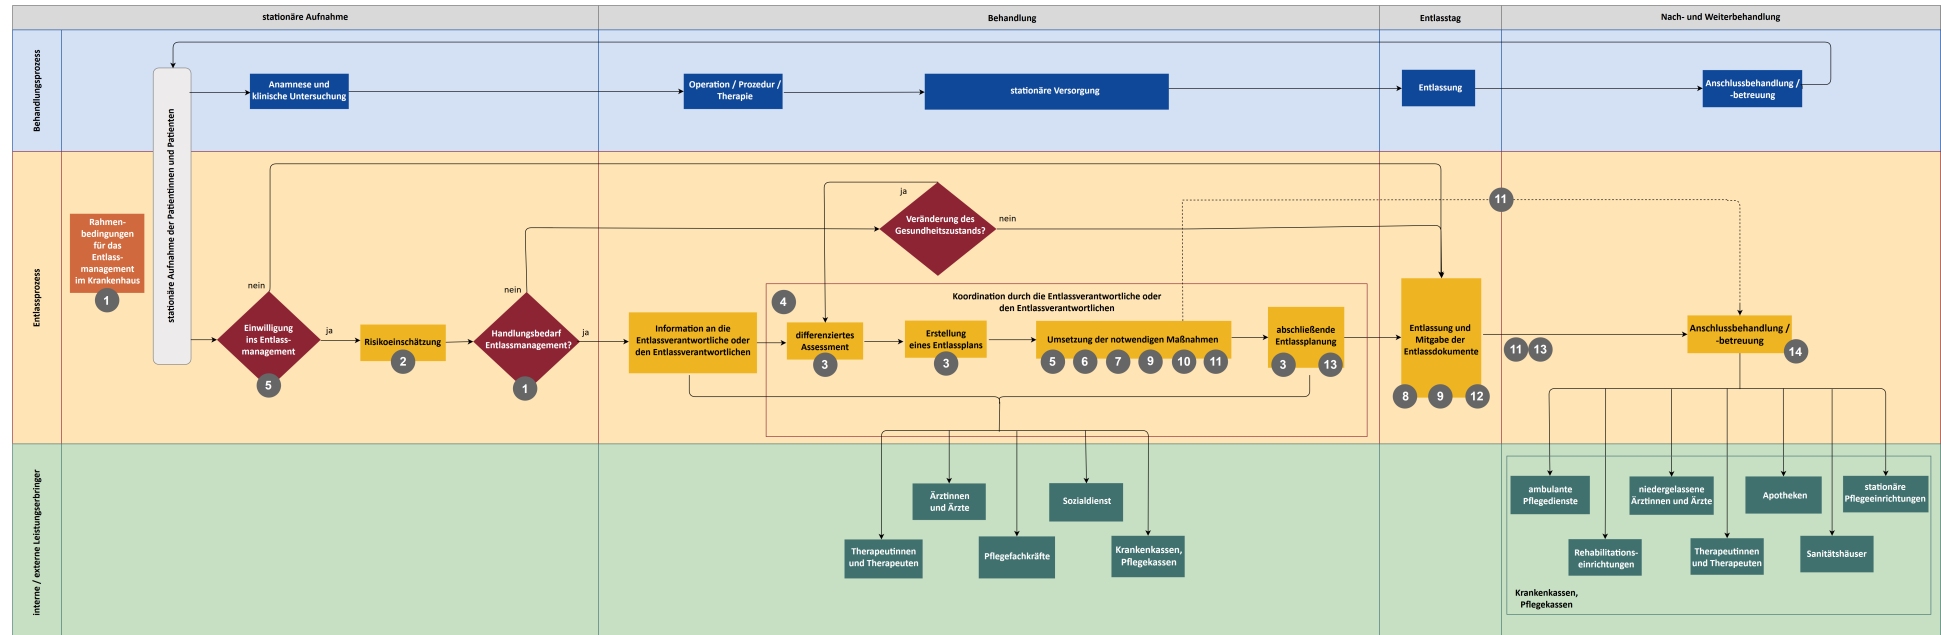 stationäre Aufnahme
Behandlung
Entlasstag
Nach- und Weiterbehandlung
Behandlungsprozess
stationäre Aufnahme der Patientinnen und Patienten
Anamnese und
klinische Untersuchung
Operation / Prozedur /
Therapie
stationäre Versorgung
Entlassung
Anschlussbehandlung /
-betreuung
Entlassprozess
Rahmen-
bedingungen
für das
Entlass-
management
im Krankenhaus
1
nein
Einwilligung
ins Entlass-
management
5
ja
Risikoeinschätzung
2
nein
Handlungsbedarf
Entlassmanagement?
1
ja
Information an die
Entlassverantwortliche oder
den Entlassverantwortlichen
ja
Veränderung des
Gesundheitszustands?
nein
4
Koordination durch die Entlassverantwortliche oder
den Entlassverantwortlichen
differenziertes
Assessment
3
Erstellung
eines Entlassplans
3
Umsetzung der notwendigen Maßnahmen
5
6
7
9
10
11
abschließende
Entlassplanung
3
13
11
Entlassung und
Mitgabe der
Entlassdokumente
8
9
12
11
13
Anschlussbehandlung /
-betreuung
14
interne / externe Leistungserbringer
Ärztinnen
und Ärzte
Sozialdienst
Therapeutinnen
und Therapeuten
Pflegefachkräfte
Krankenkassen,
Pflegekassen
ambulante
Pflegedienste
niedergelassene
Ärztinnen und Ärzte
Apotheken
stationäre
Pflegeeinrichtungen
Rehabilitations-
einrichtungen
Therapeutinnen
und Therapeuten
Sanitätshäuser
Krankenkassen,
Pflegekassen